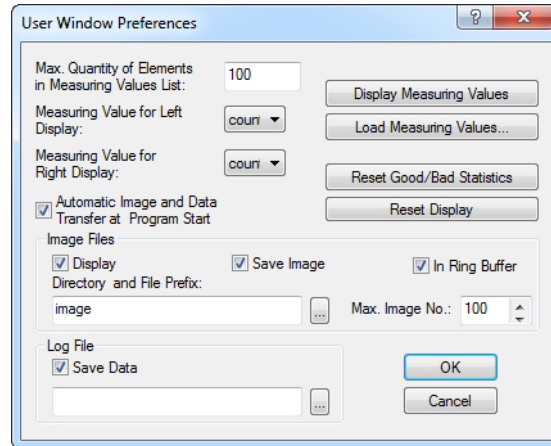 User Window Preferences
Max. Quantity of Elements
in Measuring Values List:
100
Display Measuring Values
Measuring Value for Left
Display:
Load Measuring Values...
Measuring Value for
Right Display:
Reset Good/Bad Statistics
Automatic Image and Data
Transfer at Program Start
Reset Display
Image Files
Display
Save Image
In Ring Buffer
Directory and File Prefix:
image
...
Max. Image No.:
100
Log File
Save Data
...
OK
Cancel